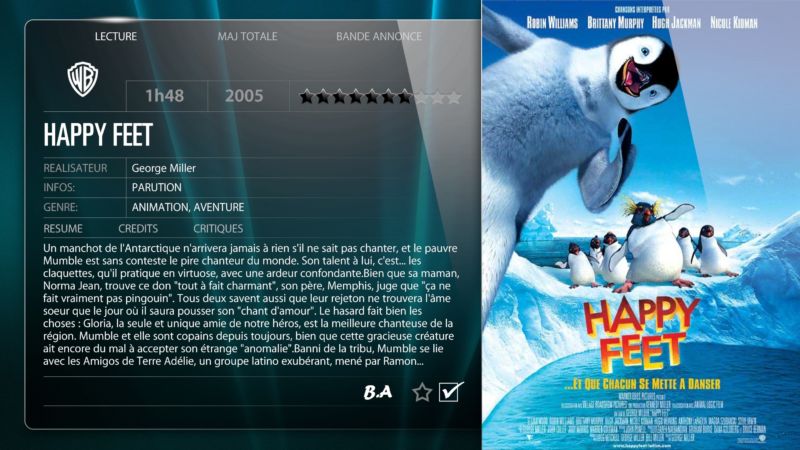 LECTURE MAJ TOTALE BANDE ANNONCE
WB
1h48 2005
HAPPY FEET
REALISATEUR George Miller
INFOS: PARUTION
GENRE: ANIMATION, AVENTURE
RESUME CREDITS CRITIQUES
Un manchot de l'Antarctique n'arrivera jamais à rien s'il ne sait pas chanter, et le pauvre
Mumble est sans conteste le pire chanteur du monde. Son talent à lui, c'est... les
claquettes, qu'il pratique en virtuose, avec une ardeur confondante.Bien que sa maman,
Norma Jean, trouve ce don "tout à fait charmant", son père, Memphis, juge que "ça ne
fait vraiment pas pingouin". Tous deux savent aussi que leur rejeton ne trouvera l'âme
soeur que le jour où il saura pousser son "chant d'amour". Le hasard fait bien les
choses : Gloria, la seule et unique amie de notre héros, est la meilleure chanteuse de la
région. Mumble et elle sont copains depuis toujours, bien que cette gracieuse créature
ait encore du mal à accepter son étrange "anomalie".Banni de la tribu, Mumble se lie
avec les Amigos de Terre Adélie, un groupe latino exubérant, mené par Ramon...
B.A
CHANSONS INTERPRÉTÉES PAR
ROBIN WILLIAMS BRITTANY MURPHY HUGH JACKMAN NICOLE KIDMAN
HAPPY
FEET
...ET QUE CHACUN SE METTE A DANSER